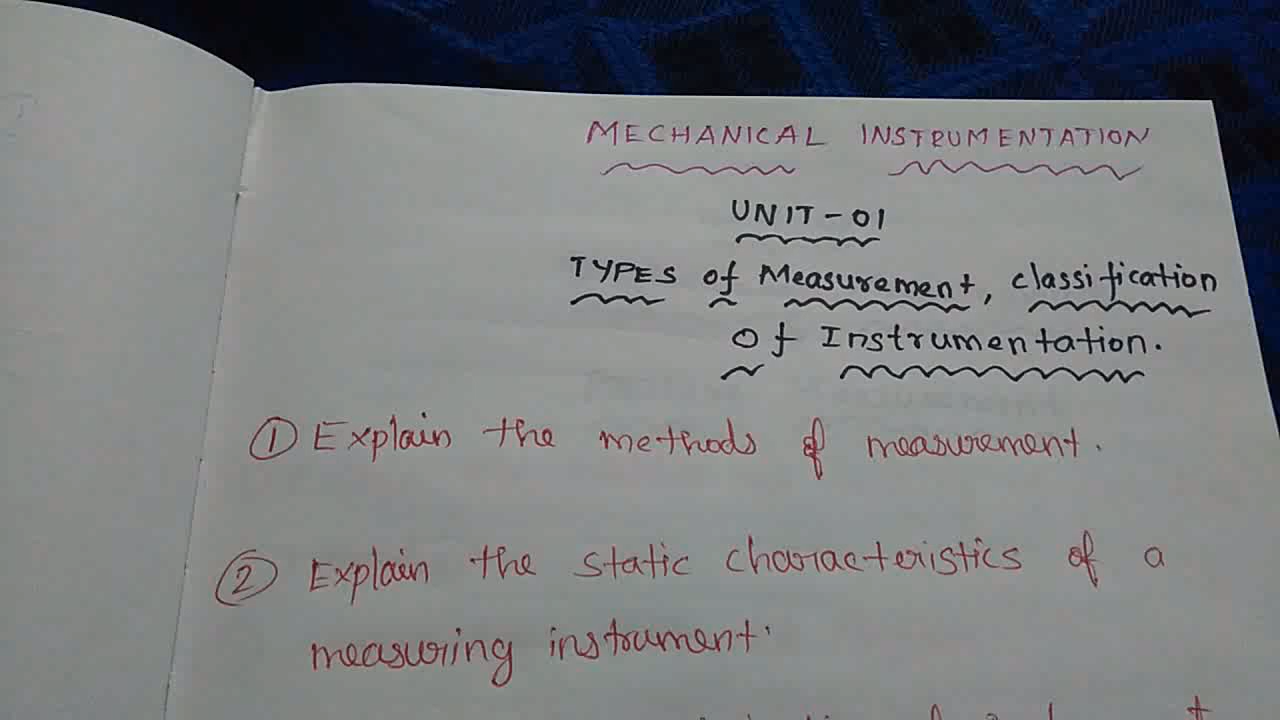 MECHANICAL INSTRUMENTATION
UNIT-01
TYPES of Measurement, classification
Of Instrumentation.
① Explain the methods of measurement.
② Explain the static characteristics of a
measuring instrument.